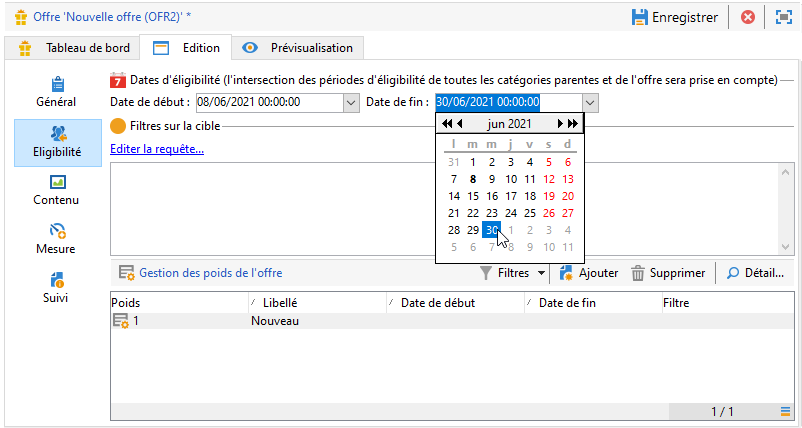 Offre 'Nouvelle offre (OFR2)' *
Enregistrer
Tableau de bord
Edition
Prévisualisation
Général
Eligibilité
Contenu
Mesure
Suivi
7 Dates d'éligibilité (l'intersection des périodes d'éligibilité de toutes les catégories parentes et de l'offre sera prise en compte)
Date de début : 08/06/2021 00:00:00 Date de fin : 30/06/2021 00:00:00
Filtres sur la cible
Editer la requête...
jun 2021
l m m j v s d
31 1 2 3 4 5 6
7 8 9 10 11 12 13
14 15 16 17 18 19 20
21 22 23 24 25 26 27
28 29 30 1 2 3 4
5 6 7 8 9 10 11
Gestion des poids de l'offre
Filtres Ajouter Supprimer Détail...
Poids / Libellé / Date de début / Date de fin Filtre
1 Nouveau
1 / 1